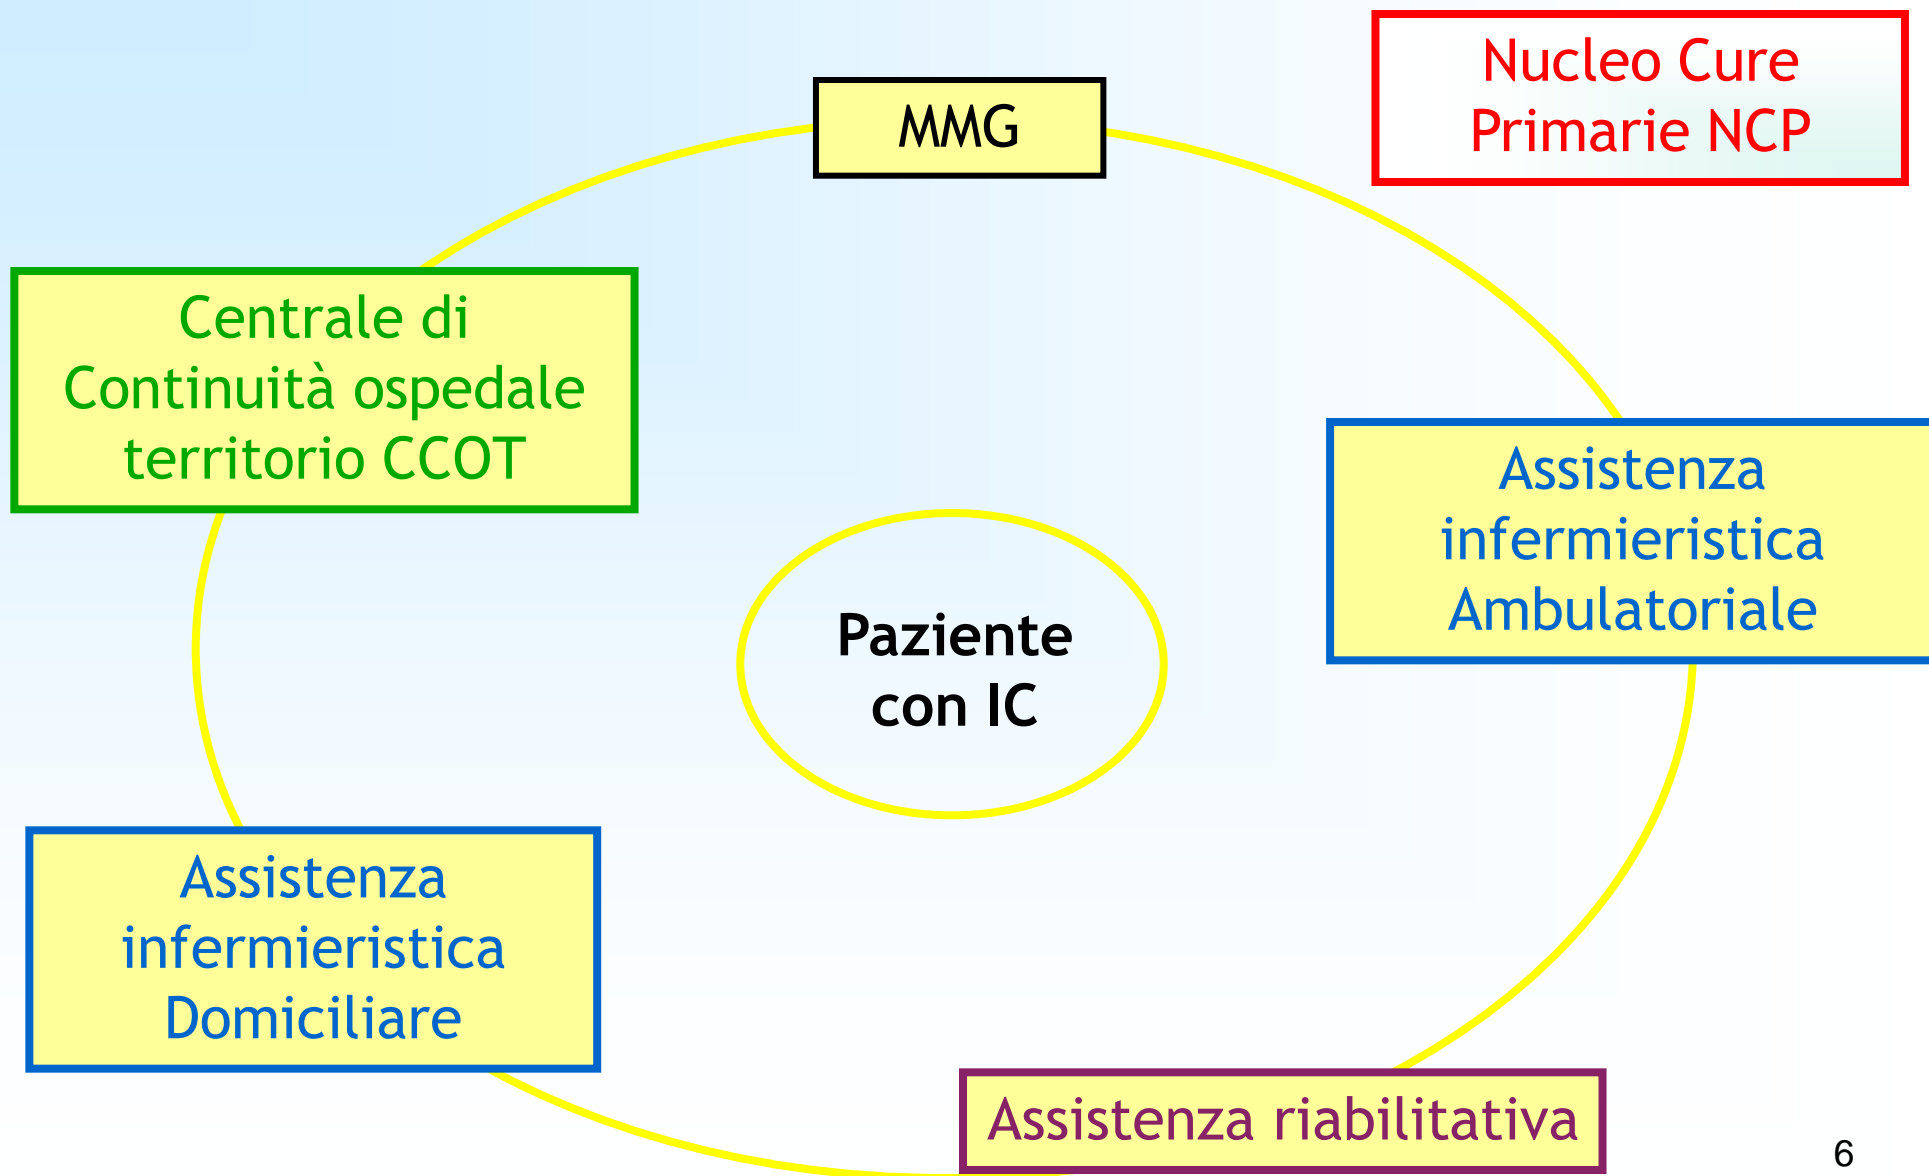 Nucleo Cure
Primarie NCP
MMG
Centrale di
Continuità ospedale
territorio CCOT
Assistenza
infermieristica
Ambulatoriale
Paziente
con IC
Assistenza
infermieristica
Domiciliare
Assistenza riabilitativa
6